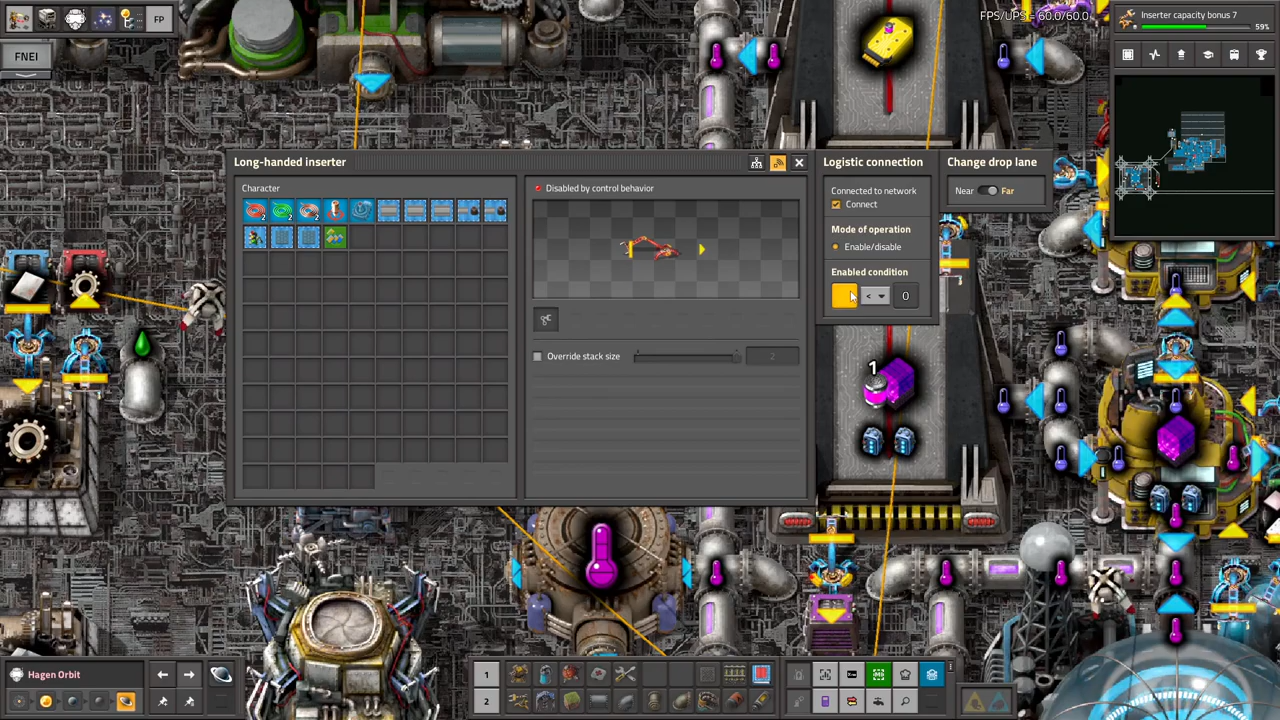 FP
FPS/UPS = 60.0/60.0
Inserter capacity bonus 7
59%
FNEI
Long-handed inserter
Logistic connection
Change drop lane
Character
Disabled by control behavior
Connected to network
Near
Far
Connect
Mode of operation
Enable/disable
Enabled condition
<
0
Override stack size
2
1
Hagen Orbit
1
2